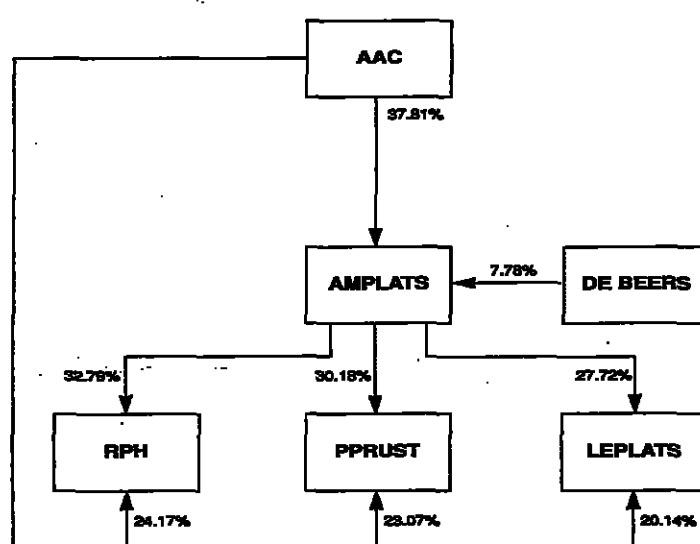 AAC
37.81%
AMPLATS
7.78%
DE BEERS
32.79%
30.18%
27.72%
RPH
PPRUST
LEPLATS
24.17%
23.07%
20.14%